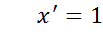 x′ = 1